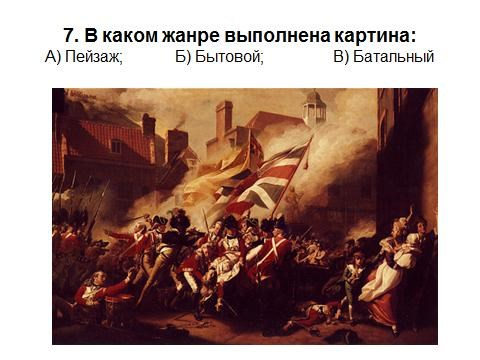 7. В каком жанре выполнена картина:
А) Пейзаж; Б) Бытовой; В) Батальный